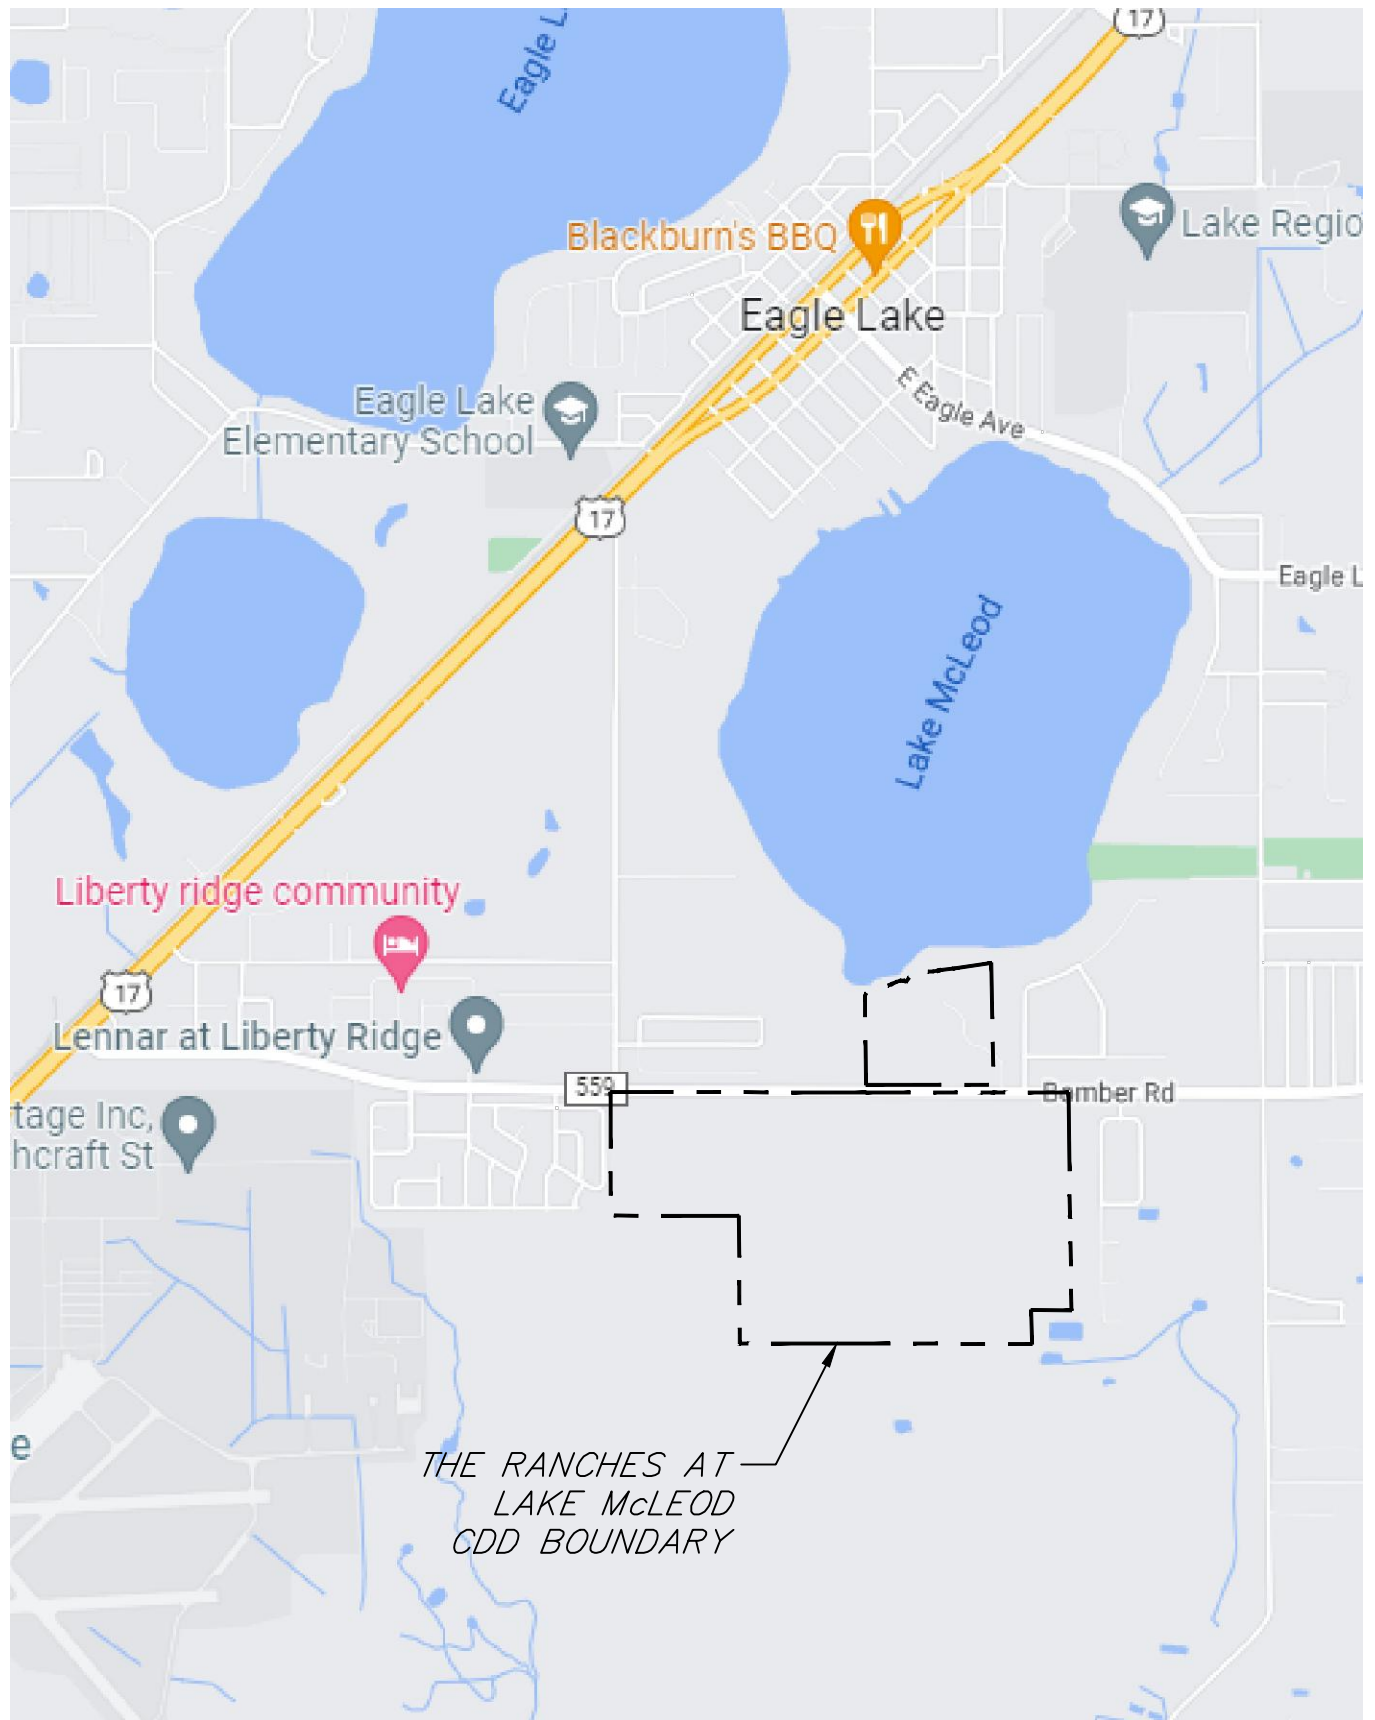 17
Eagle L
Blackburn's BBQ
Lake Regio
Eagle Lake
E Eagle Ave
Eagle Lake
Elementary School
17
Eagle L
Lake McLeod
Liberty ridge community
17
Lennar at Liberty Ridge
559
Bomber Rd
tage Inc,
hcraft St
e
THE RANCHES AT
LAKE McLEOD
CDD BOUNDARY